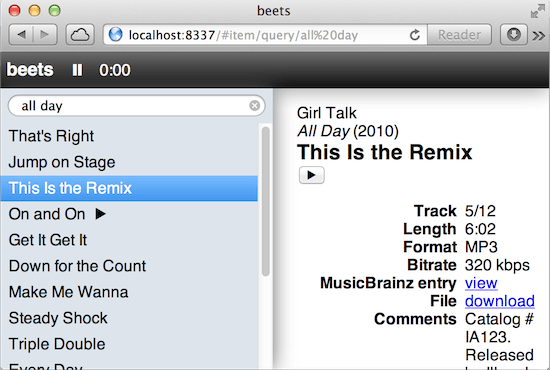 beets
localhost:8337/#item/query/all%20day
Reader
beets 0:00
all day
That's Right
Jump on Stage
This Is the Remix
On and On
Get It Get It
Down for the Count
Make Me Wanna
Steady Shock
Triple Double
Every Day
Girl Talk
All Day (2010)
This Is the Remix
Track 5/12
Length 6:02
Format MP3
Bitrate 320 kbps
MusicBrainz entry view
File download
Comments Catalog #
IA123.
Released